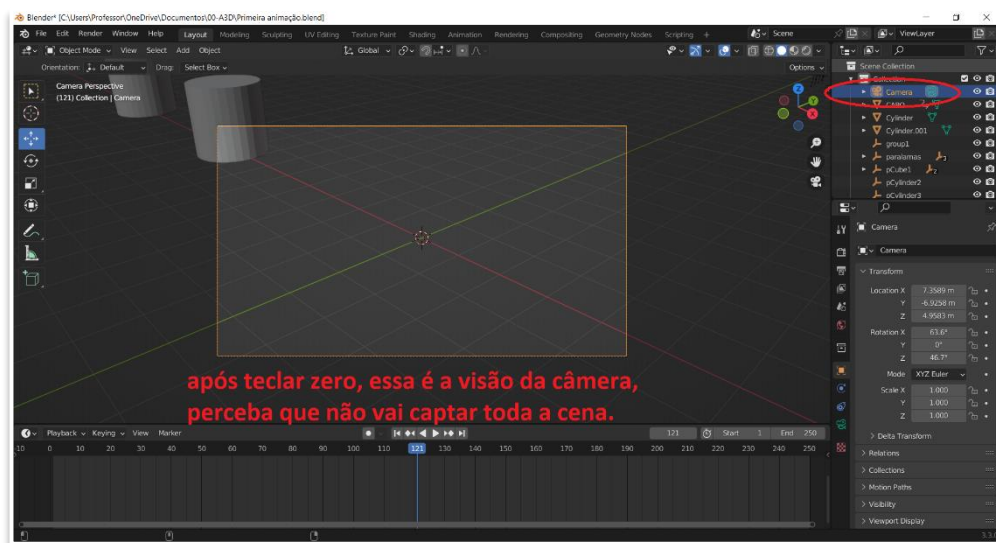 Blender* [C:\Users\Professor\OneDrive\Documentos\00-A3D\Primeira animação.blend]
File Edit Render Window Help Layout Modeling Sculpting UV Editing Texture Paint Shading Animation Rendering Compositing Geometry Nodes Scripting + Scene ViewLayer
Object Mode View Select Add Object Global
Orientation: Default Drag: Select Box Options
Camera Perspective
(121) Collection | Camera
Scene Collection
Collection
Camera
Cylinder
Cylinder.001
group1
paralamas 3
pCube1 2
pCylinder2
pCylinder3
Camera
Camera
Transform
Location X 7.3589 m
Y -6.9258 m
Z 4.9583 m
Rotation X 63.6°
Y 0°
Z 46.7°
Mode XYZ Euler
Scale X 1.000
Y 1.000
Z 1.000
Delta Transform
Relations
Collections
Motion Paths
Visibility
Viewport Display
após teclar zero, essa é a visão da câmera,
perceba que não vai captar toda a cena.
Playback Keying View Marker 121 Start 1 End 250
-10 0 10 20 30 40 50 60 70 80 90 100 110 121 130 140 150 160 170 180 190 200 210 220 230 240 250